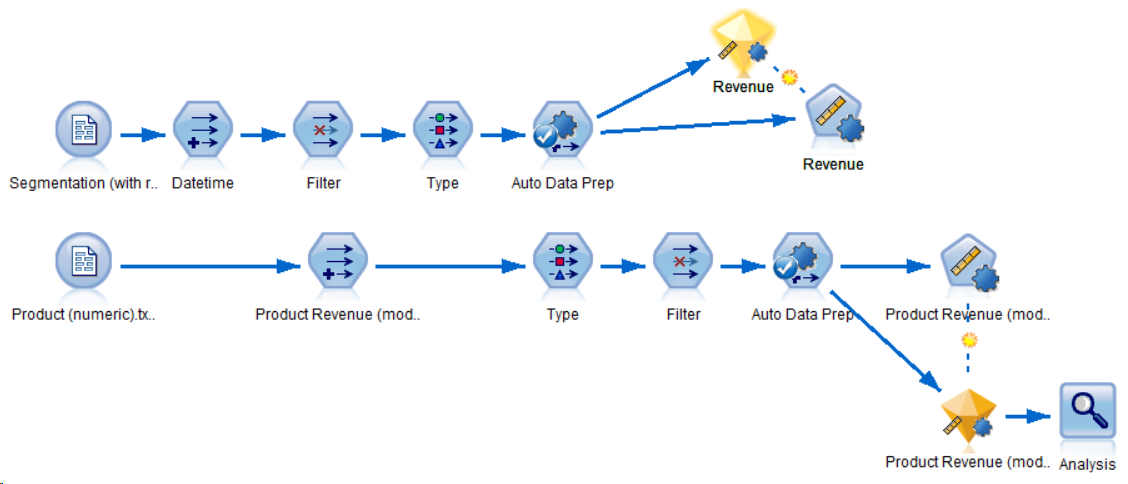 Revenue
Revenue
Segmentation (with r..
Datetime
Filter
Type
Auto Data Prep
Product (numeric).tx..
Product Revenue (mod..
Type
Filter
Auto Data Prep
Product Revenue (mod..
Product Revenue (mod..
Analysis